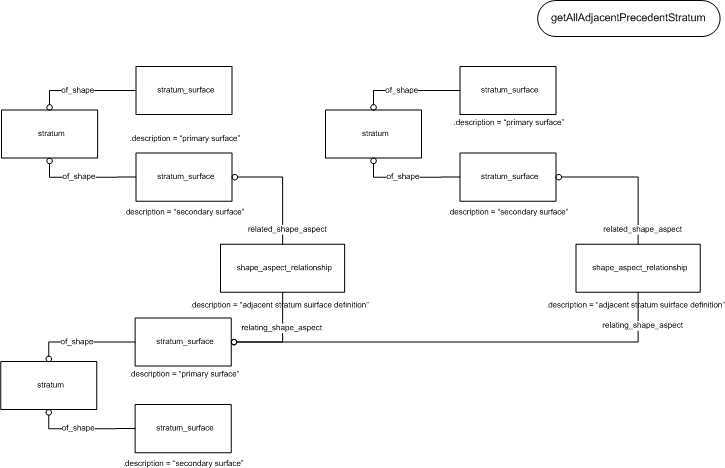 getAllAdjacentPrecedentStratum
of_shape
stratum_surface
of_shape
stratum_surface
.description = "primary surface"
stratum
stratum
.description = "primary surface"
of_shape
stratum_surface
of_shape
stratum_surface
.description = "secondary surface"
.description = "secondary surface"
related_shape_aspect
related_shape_aspect
shape_aspect_relationship
shape_aspect_relationship
.description = "adjacent stratum suirface definition"
.description = "adjacent stratum suirface definition"
relating_shape_aspect
relating_shape_aspect
of_shape
stratum_surface
.description = "primary surface"
stratum
of_shape
stratum_surface
.description = "secondary surface"